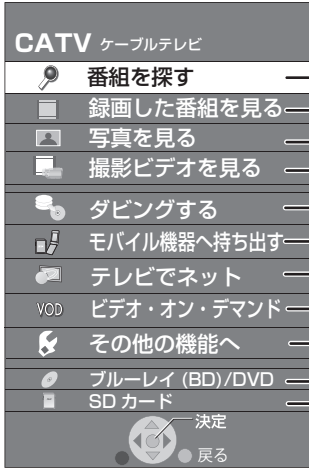 CATV ケーブルテレビ
番組を探す
録画した番組を見る
写真を見る
撮影ビデオを見る
ダビングする
モバイル機器へ持ち出す
テレビでネット
VOD ビデオ・オン・デマンド
その他の機能へ
ブルーレイ (BD)/DVD
SD カード
決定
戻る